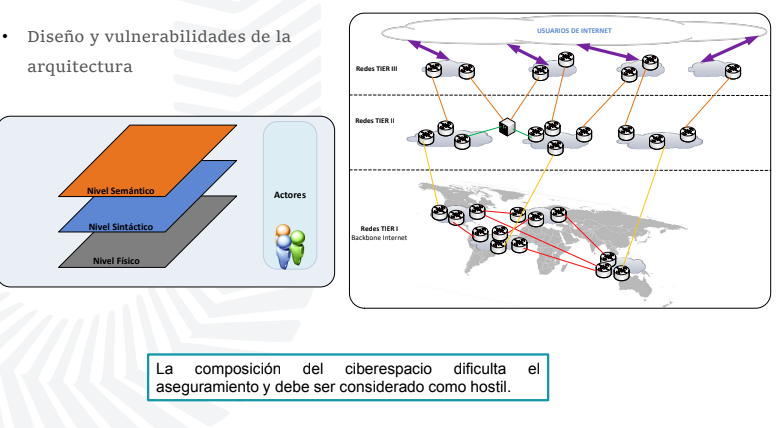 • Diseño y vulnerabilidades de la
arquitectura
Nivel Semántico
Nivel Sintáctico
Nivel Físico
Actores
USUARIOS DE INTERNET
Redes TIER III
Redes TIER II
Redes TIER I
Backbone Internet
La composición del ciberespacio dificulta el
aseguramiento y debe ser considerado como hostil.